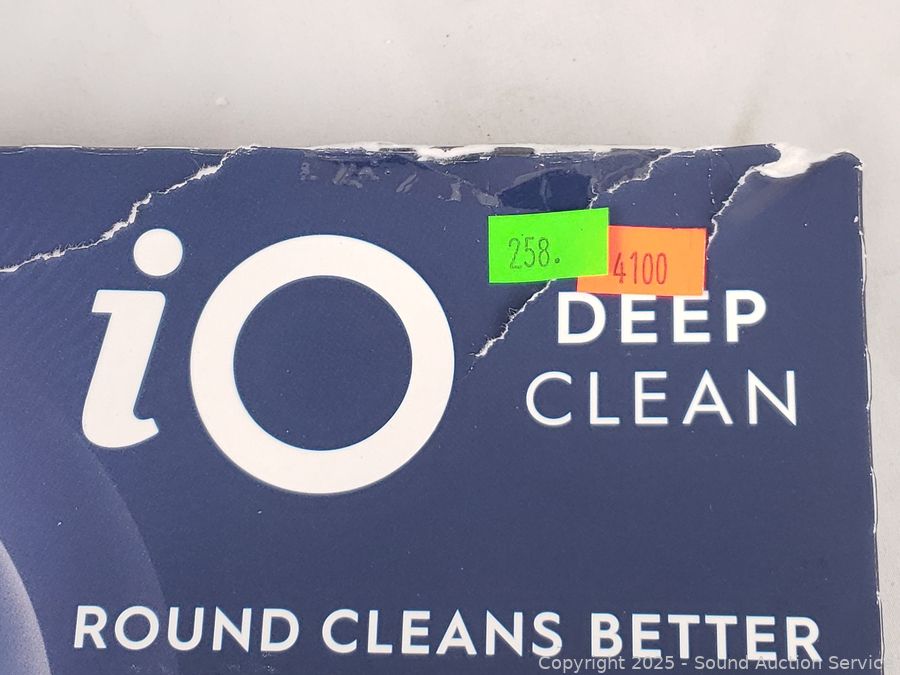 258.
4100
iO
DEEP
CLEAN
ROUND CLEANS BETTER
Copyright 2025 - Sound Auction Service